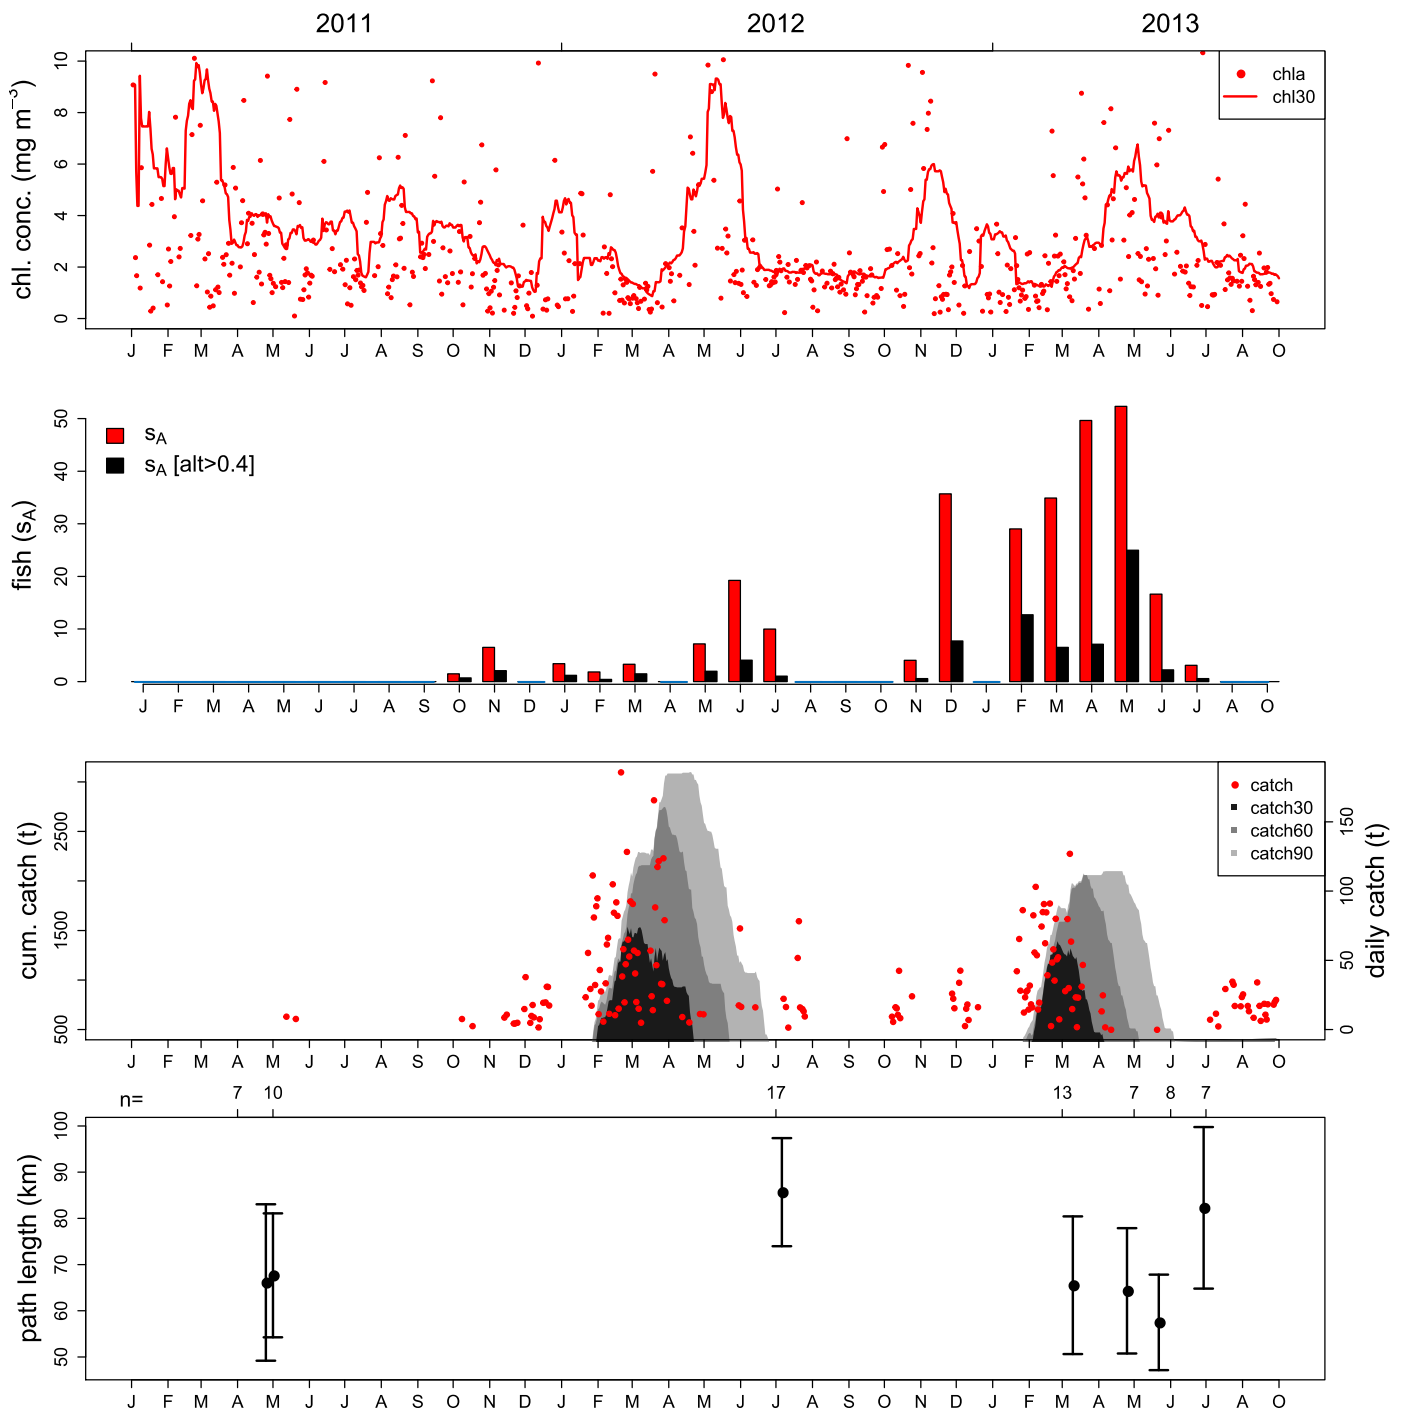 2011 2012 2013
chl. conc. (mg m⁻³)
0 2 4 6 8 10
chla
chl30
J F M A M J J A S O N D J F M A M J J A S O N D J F M A M J J A O
fish (sA)
0 10 20 30 40 50
sA
sA [alt>0.4]
J F M A M J J A S O N D J F M A M J J A S O N D J F M A M J J A O
cum. catch (t)
500 1500 2500
catch
catch30
catch60
catch90
daily catch (t)
0 50 100 150
J F M A M J J A S O N D J F M A M J J A S O N D J F M A M J J A O
n= 7 10 17 13 7 8 7
path length (km)
50 60 70 80 90 100
J F M A M J J A S O N D J F M A M J J A S O N D J F M A M J J A O